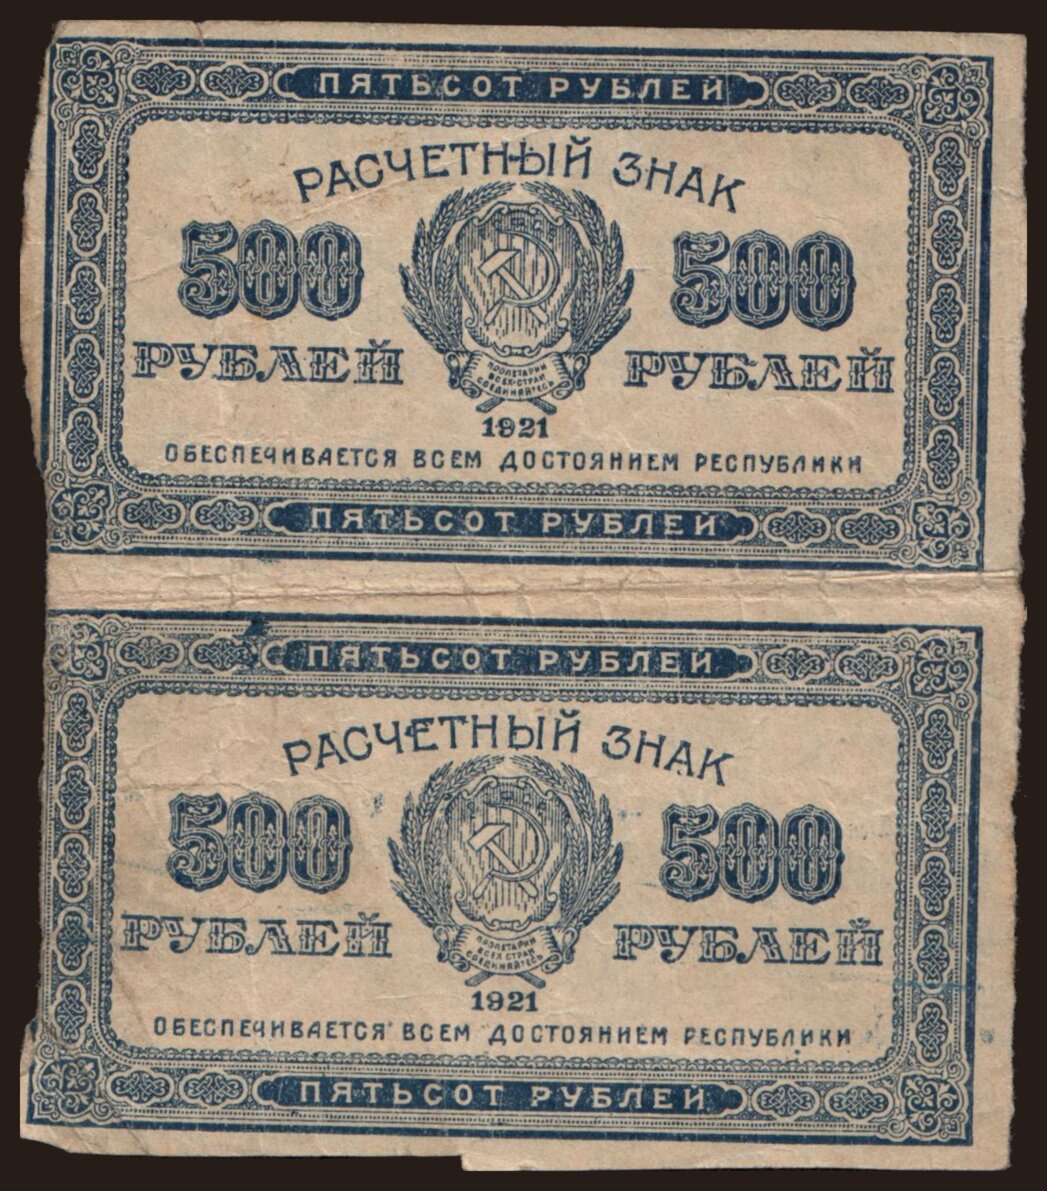 ПЯТЬСОТ РУБЛЕЙ
РАСЧЕТНЫЙ ЗНАК
500 500
РУБЛЕЙ РУБЛЕЙ
ПРОЛЕТАРИИ
ВСЕХ СТРАН
СОЕДИНЯЙТЕСЬ
1921
ОБЕСПЕЧИВАЕТСЯ ВСЕМ ДОСТОЯНИЕМ РЕСПУБЛИКИ
ПЯТЬСОТ РУБЛЕЙ
ПЯТЬСОТ РУБЛЕЙ
РАСЧЕТНЫЙ ЗНАК
500 500
РУБЛЕЙ РУБЛЕЙ
ПРОЛЕТАРИИ
ВСЕХ СТРАН
СОЕДИНЯЙТЕСЬ
1921
ОБЕСПЕЧИВАЕТСЯ ВСЕМ ДОСТОЯНИЕМ РЕСПУБЛИКИ
ПЯТЬСОТ РУБЛЕЙ